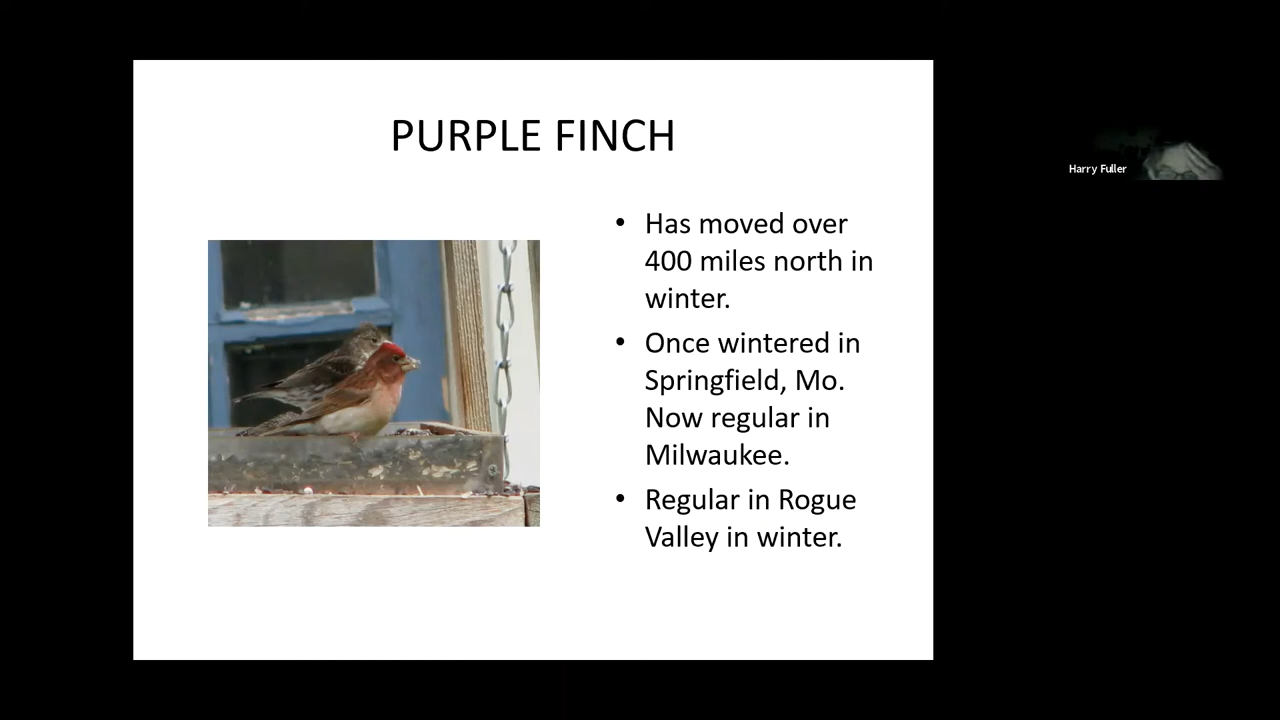 PURPLE FINCH
Harry Fuller
• Has moved over
400 miles north in
winter.
• Once wintered in
Springfield, Mo.
Now regular in
Milwaukee.
• Regular in Rogue
Valley in winter.